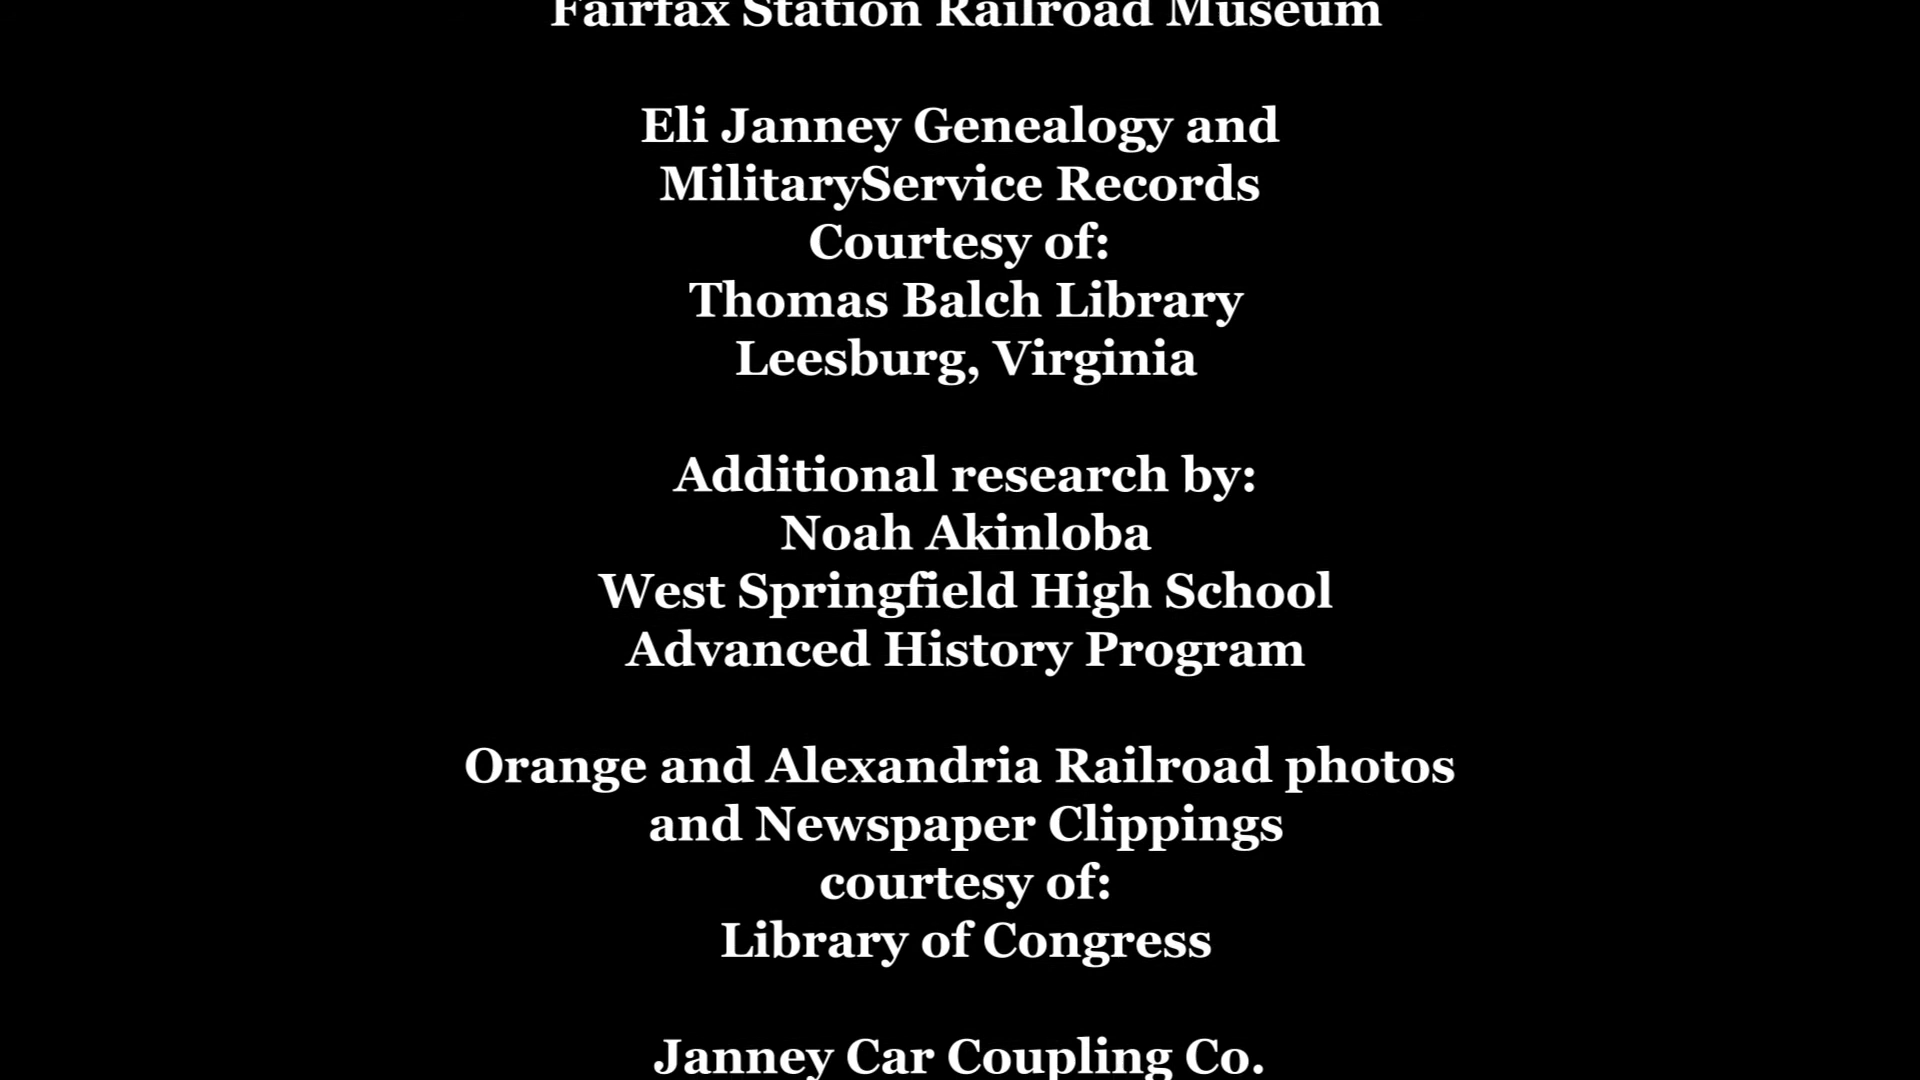 Fairfax Station Railroad Museum
Eli Janney Genealogy and
MilitaryService Records
Courtesy of:
Thomas Balch Library
Leesburg, Virginia
Additional research by:
Noah Akinloba
West Springfield High School
Advanced History Program
Orange and Alexandria Railroad photos
and Newspaper Clippings
courtesy of:
Library of Congress
Janney Car Coupling Co.